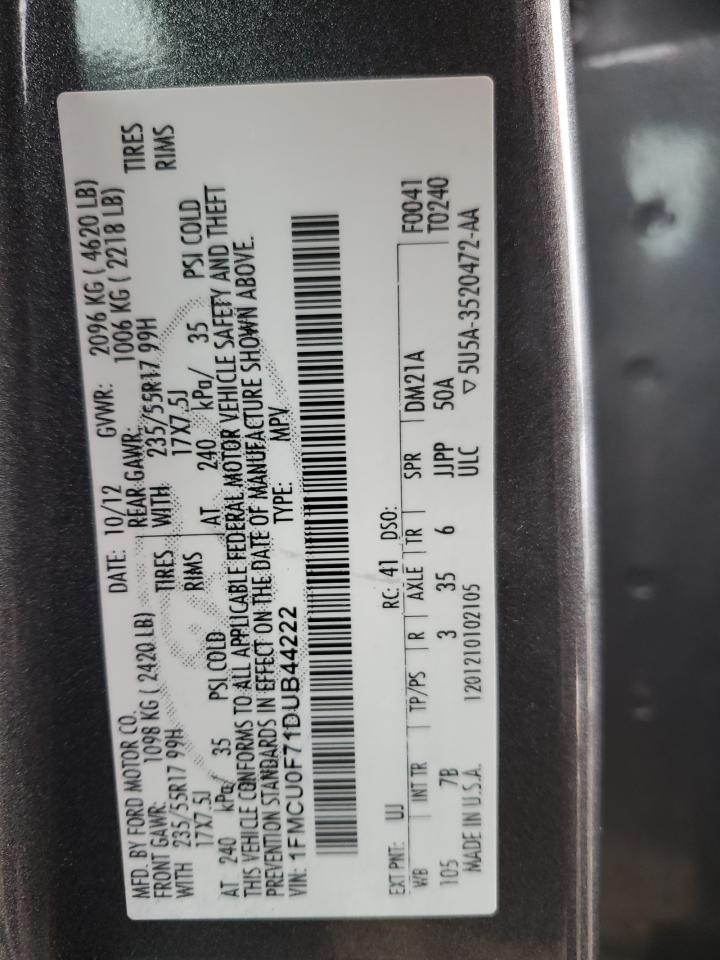 MFD. BY FORD MOTOR CO.
DATE: 10/12 GVWR: 2096 KG ( 4620 LB)
FRONT GAWR: 1098 KG ( 2420 LB) REAR GAWR: 1006 KG ( 2218 LB)
WITH 235/55R17 99H TIRES WITH 235/55R17 99H TIRES
17X7.5J RIMS 17X7.5J RIMS
AT 240 kPa/ 35 PSI COLD AT 240 kPa/ 35 PSI COLD
THIS VEHICLE CONFORMS TO ALL APPLICABLE FEDERAL MOTOR VEHICLE SAFETY AND THEFT
PREVENTION STANDARDS IN EFFECT ON THE DATE OF MANUFACTURE SHOWN ABOVE.
VIN: 1FMCU0F71DUB44222 TYPE: MPV
EXT PNT: UJ RC: 41 DSO:
WB INT TR TP/PS R AXLE TR SPR DM21A F0041
105 7B 3 35 6 JJPP 50A T0240
MADE IN U.S.A. 1201210102105 ULC ▽5U5A-3520472-AA